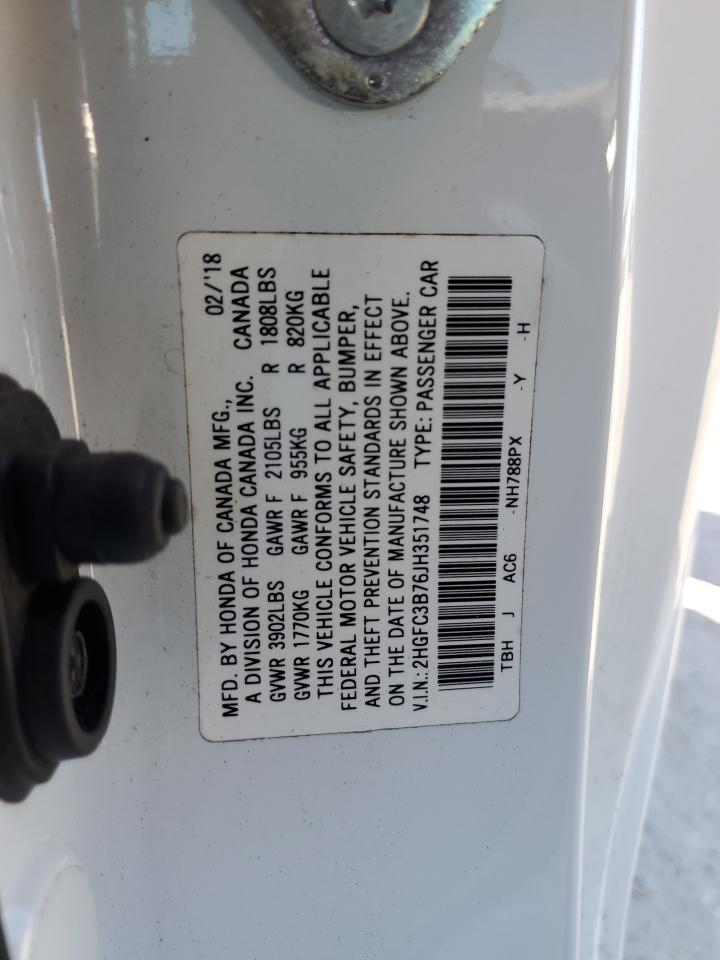 MFD. BY HONDA OF CANADA MFG., 02/'18
A DIVISION OF HONDA CANADA INC. CANADA
GVWR 3902LBS GAWR F 2105LBS R 1808LBS
GVWR 1770KG GAWR F 955KG R 820KG
THIS VEHICLE CONFORMS TO ALL APPLICABLE
FEDERAL MOTOR VEHICLE SAFETY, BUMPER,
AND THEFT PREVENTION STANDARDS IN EFFECT
ON THE DATE OF MANUFACTURE SHOWN ABOVE.
V.I.N.: 2HGFC3B76JH351748 TYPE: PASSENGER CAR
TBH J AC6 -NH788PX -Y -H